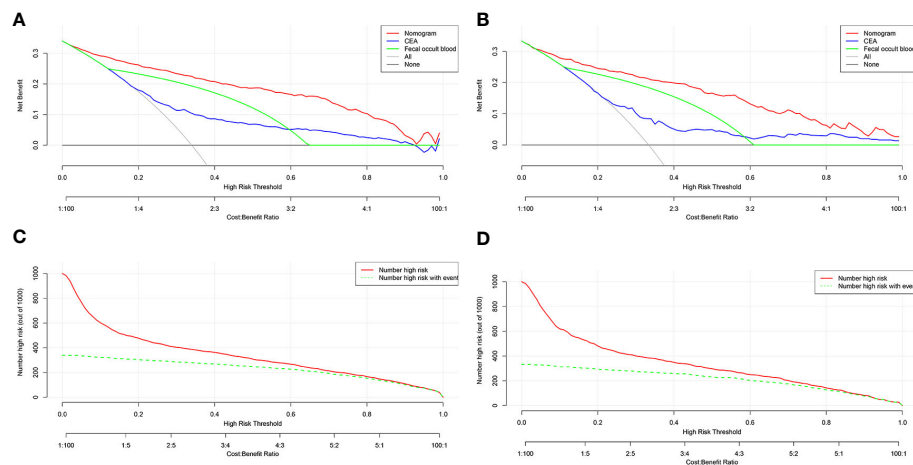 A
Nomogram
CEA
Fecal occult blood
All
None
Net Benefit
0.3
0.2
0.1
0.0
0.0 0.2 0.4 0.6 0.8 1.0
High Risk Threshold
1:100 1:4 2:3 3:2 4:1 100:1
Cost:Benefit Ratio
B
Nomogram
CEA
Fecal occult blood
All
None
Net Benefit
0.3
0.2
0.1
0.0
0.0 0.2 0.4 0.6 0.8 1.0
High Risk Threshold
1:100 1:4 2:3 3:2 4:1 100:1
Cost:Benefit Ratio
C
Number high risk
Number high risk with event
Number high risk (out of 1000)
1000
800
600
400
200
0
0.0 0.2 0.4 0.6 0.8 1.0
High Risk Threshold
1:100 1:5 2:5 3:4 4:3 5:2 5:1 100:1
Cost:Benefit Ratio
D
Number high risk
Number high risk with eve
Number high risk (out of 1000)
1000
800
600
400
200
0
0.0 0.2 0.4 0.6 0.8 1.0
High Risk Threshold
1:100 1:5 2:5 3:4 4:3 5:2 5:1 100:1
Cost:Benefit Ratio